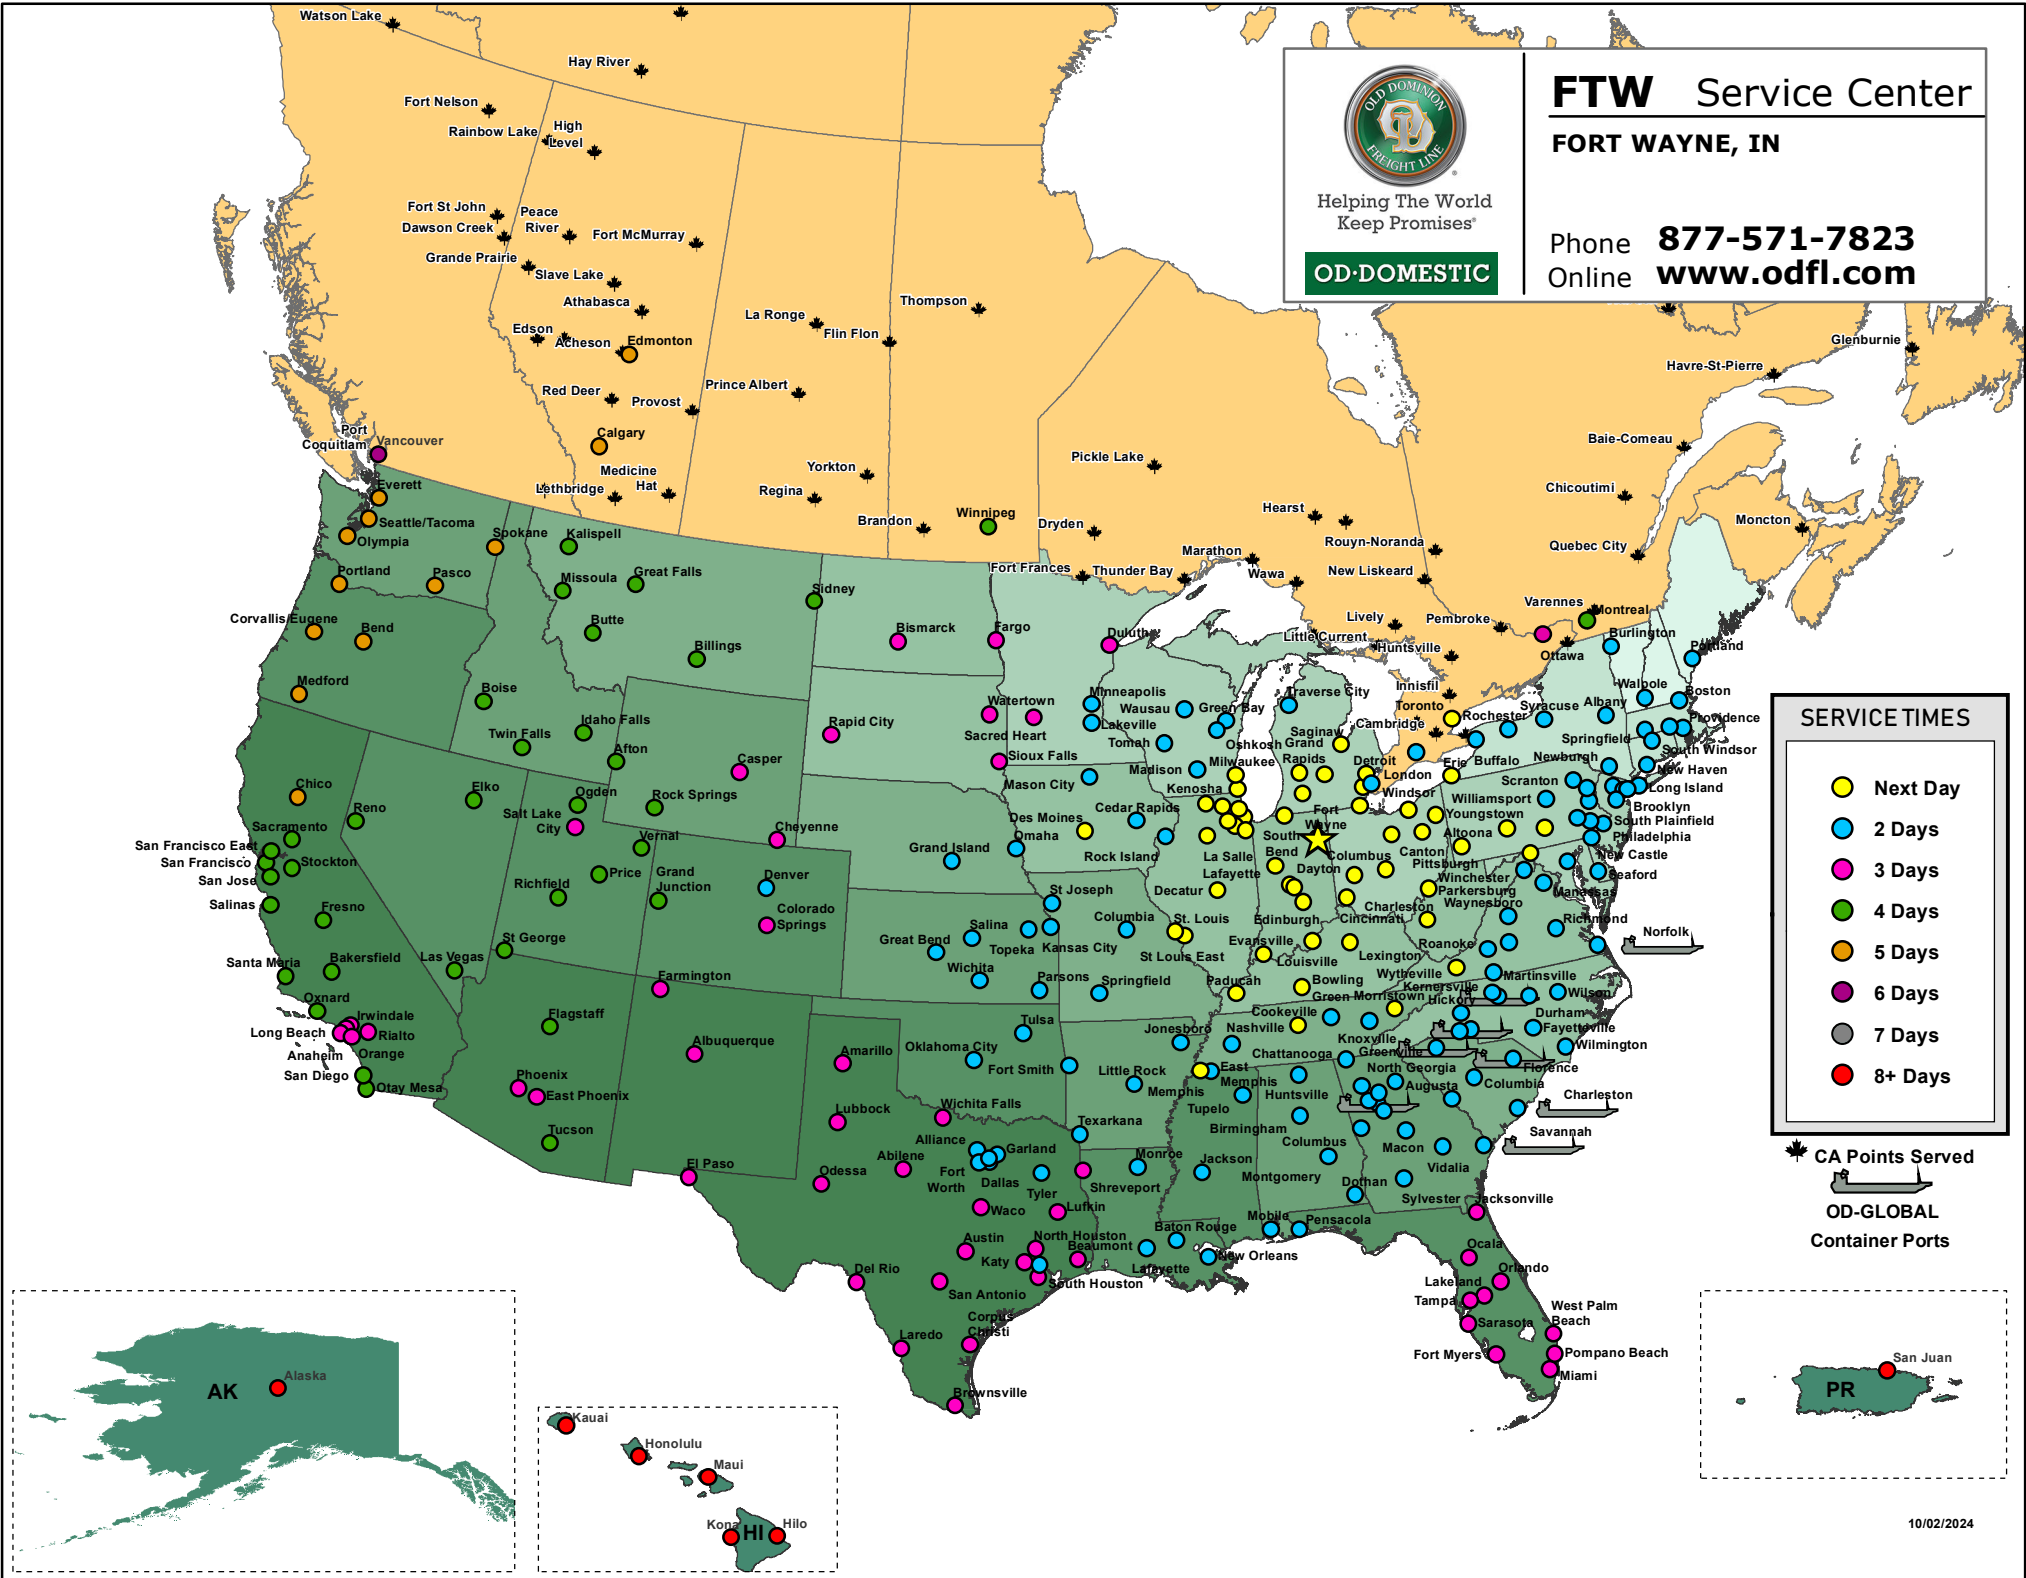 Watson Lake
Hay River
Fort Nelson
Rainbow Lake
High
Level
Fort St John
Dawson Creek
Peace
River
Fort McMurray
Grande Prairie
Slave Lake
Athabasca
Edson
Acheson
Edmonton
La Ronge
Flin Flon
Thompson
Red Deer
Provost
Prince Albert
Calgary
Port
Coquitlam
Vancouver
Medicine
Hat
Lethbridge
Yorkton
Regina
Brandon
Winnipeg
Pickle Lake
Dryden
Fort Frances
Thunder Bay
Marathon
Wawa
Hearst
Rouyn-Noranda
New Liskeard
Lively
Little Current
Pembroke
Huntsville
Innisfil
Toronto
Cambridge
London
Windsor
Ottawa
Varennes
Montreal
Quebec City
Chicoutimi
Baie-Comeau
Havre-St-Pierre
Glenburnie
Moncton
OLD DOMINION
FREIGHT LINE
Helping The World
Keep Promises®
OD·DOMESTIC
FTW Service Center
FORT WAYNE, IN
Phone 877-571-7823
Online www.odfl.com
Everett
Seattle/Tacoma
Olympia
Spokane
Portland
Pasco
Corvallis/Eugene
Bend
Medford
Kalispell
Missoula
Great Falls
Butte
Billings
Sidney
Boise
Idaho Falls
Twin Falls
Afton
Casper
Rock Springs
Cheyenne
Chico
Reno
Elko
Sacramento
San Francisco East
San Francisco
Stockton
San Jose
Salinas
Fresno
Santa Maria
Bakersfield
Oxnard
Irwindale
Long Beach
Rialto
Anaheim
Orange
San Diego
Otay Mesa
Las Vegas
Ogden
Salt Lake
City
Vernal
Price
Richfield
St George
Grand
Junction
Denver
Colorado
Springs
Farmington
Flagstaff
Albuquerque
Phoenix
East Phoenix
Tucson
Bismarck
Fargo
Duluth
Rapid City
Watertown
Sacred Heart
Sioux Falls
Minneapolis
Lakeville
Wausau
Green Bay
Tomah
Oshkosh
Madison
Milwaukee
Kenosha
Mason City
Cedar Rapids
Des Moines
Omaha
Grand Island
Rock Island
La Salle
Lafayette
Decatur
St Joseph
Columbia
St. Louis
St Louis East
Salina
Topeka
Kansas City
Great Bend
Wichita
Parsons
Springfield
Traverse City
Saginaw
Grand
Rapids
Detroit
Fort
Wayne
South
Bend
Dayton
Columbus
Canton
Edinburgh
Cincinnati
Evansville
Louisville
Lexington
Paducah
Bowling
Green
Erie
Buffalo
Rochester
Syracuse
Albany
Burlington
Portland
Walpole
Boston
Providence
Springfield
South Windsor
Newburgh
New Haven
Long Island
Scranton
Brooklyn
South Plainfield
Philadelphia
Williamsport
Youngstown
Altoona
Pittsburgh
New Castle
Seaford
Winchester
Manassas
Parkersburg
Waynesboro
Charleston
Richmond
Roanoke
Norfolk
Wytheville
Martinsville
Kernersville
Hickory
Wilson
Durham
Fayetteville
Wilmington
Morristown
Cookeville
Nashville
Knoxville
Chattanooga
Greenville
Florence
Columbia
North Georgia
Augusta
Charleston
Savannah
Jonesboro
East
Memphis
Memphis
Tupelo
Huntsville
Birmingham
Columbus
Macon
Vidalia
Montgomery
Dothan
Sylvester
Tulsa
Oklahoma City
Fort Smith
Little Rock
Texarkana
Monroe
Jackson
Shreveport
Amarillo
Lubbock
Wichita Falls
Alliance
Garland
Abilene
Fort
Worth
Dallas
Tyler
Odessa
El Paso
Waco
Lufkin
Austin
North Houston
Katy
Beaumont
South Houston
San Antonio
Del Rio
Corpus
Christi
Laredo
Brownsville
Baton Rouge
Lafayette
New Orleans
Mobile
Pensacola
Jacksonville
Ocala
Orlando
Lakeland
Tampa
Sarasota
Fort Myers
West Palm
Beach
Pompano Beach
Miami
SERVICE TIMES
Next Day
2 Days
3 Days
4 Days
5 Days
6 Days
7 Days
8+ Days
CA Points Served
OD-GLOBAL
Container Ports
AK
Alaska
Kauai
Honolulu
Maui
Kona
HI
Hilo
San Juan
PR
10/02/2024